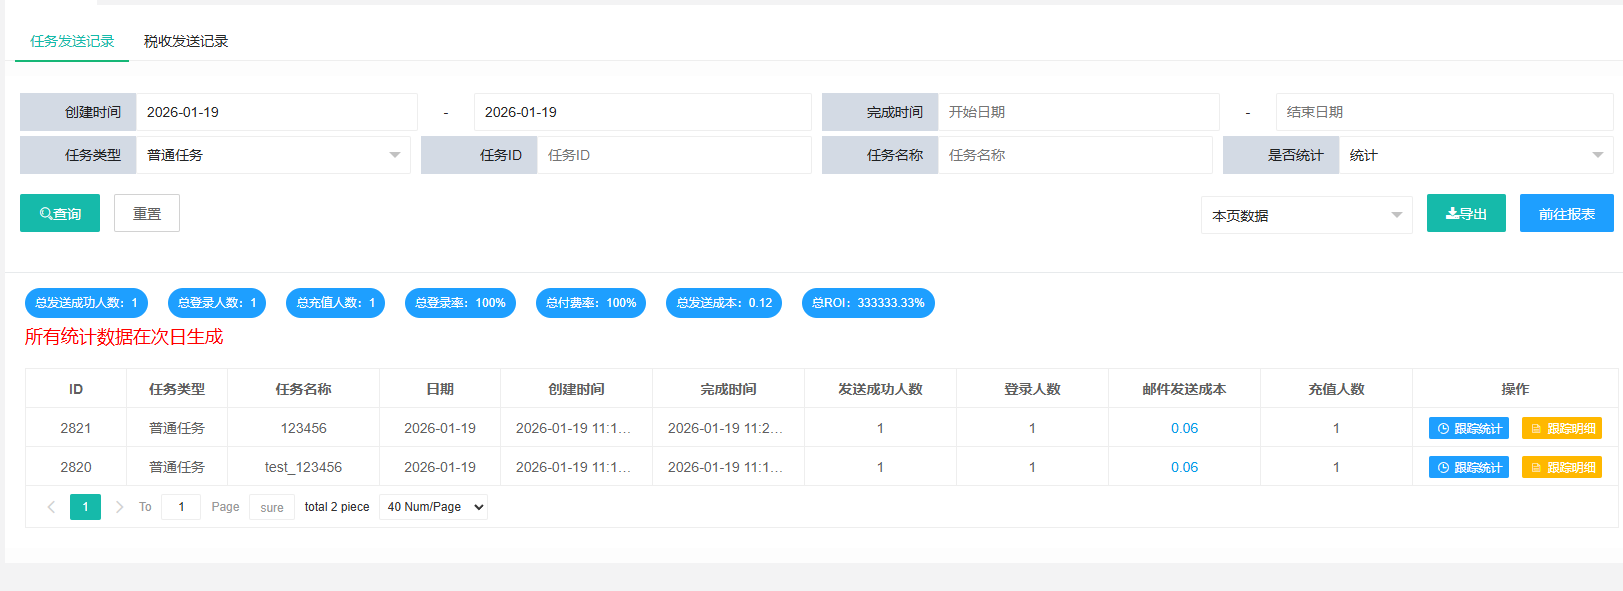 任务发送记录 税收发送记录
创建时间 2026-01-19 - 2026-01-19 完成时间 开始日期 - 结束日期
任务类型 普通任务 任务ID 任务ID 任务名称 任务名称 是否统计 统计
查询 重置 本页数据 导出 前往报表
总发送成功人数：1 总登录人数：1 总充值人数：1 总登录率：100% 总付费率：100% 总发送成本：0.12 总ROI：333333.33%
所有统计数据在次日生成
ID 任务类型 任务名称 日期 创建时间 完成时间 发送成功人数 登录人数 邮件发送成本 充值人数 操作
2821 普通任务 123456 2026-01-19 2026-01-19 11:1... 2026-01-19 11:2... 1 1 0.06 1 跟踪统计 跟踪明细
2820 普通任务 test_123456 2026-01-19 2026-01-19 11:1... 2026-01-19 11:1... 1 1 0.06 1 跟踪统计 跟踪明细
1 To 1 Page sure total 2 piece 40 Num/Page